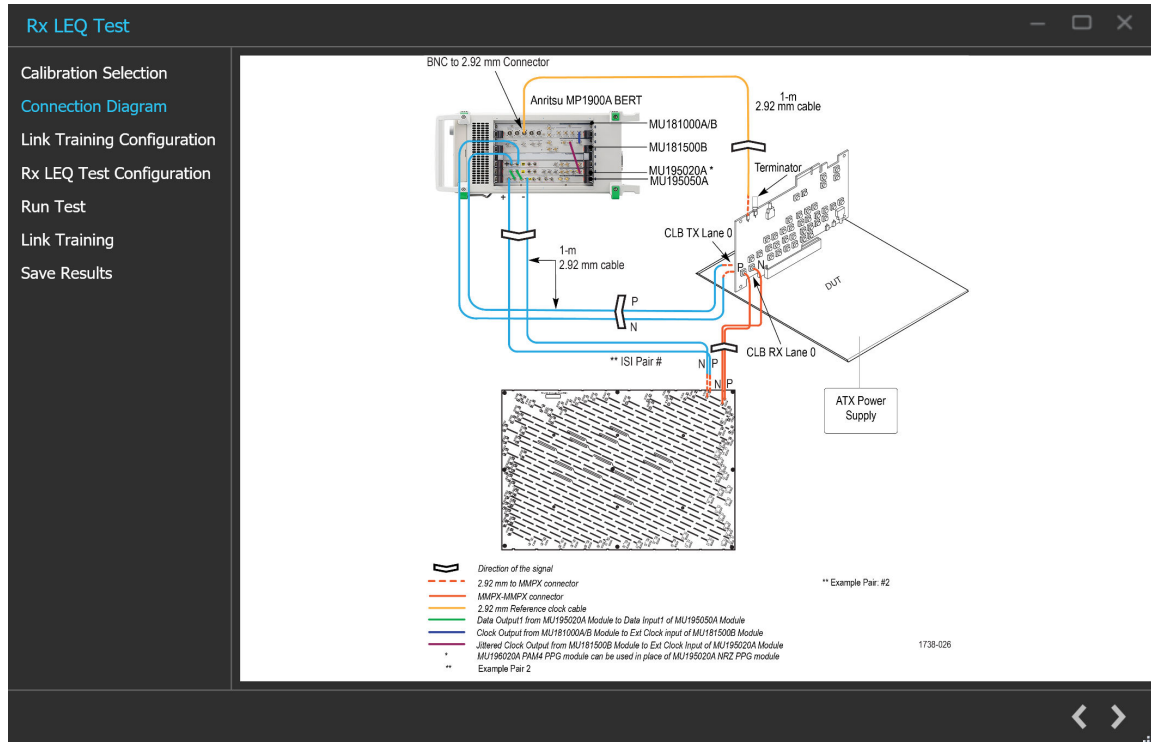 Rx LEQ Test
Calibration Selection
Connection Diagram
Link Training Configuration
Rx LEQ Test Configuration
Run Test
Link Training
Save Results
BNC to 2.92 mm Connector
Anritsu MP1900A BERT
1-m
2.92 mm cable
MU181000A/B
MU181500B
MU195020A *
MU195050A
Terminator
+ -
CLB TX Lane 0
P N
DUT
1-m
2.92 mm cable
P
N
CLB RX Lane 0
** ISI Pair #
N P
N P
ATX Power
Supply
Direction of the signal
2.92 mm to MMPX connector
** Example Pair: #2
MMPX-MMPX connector
2.92 mm Reference clock cable
Data Output1 from MU195020A Module to Data Input1 of MU195050A Module
Clock Output from MU181000A/B Module to Ext Clock input of MU181500B Module
Jittered Clock Output from MU181500B Module to Ext Clock Input of MU195020A Module
1738-026
* MU196020A PAM4 PPG module can be used in place of MU195020A NRZ PPG module
** Example Pair 2